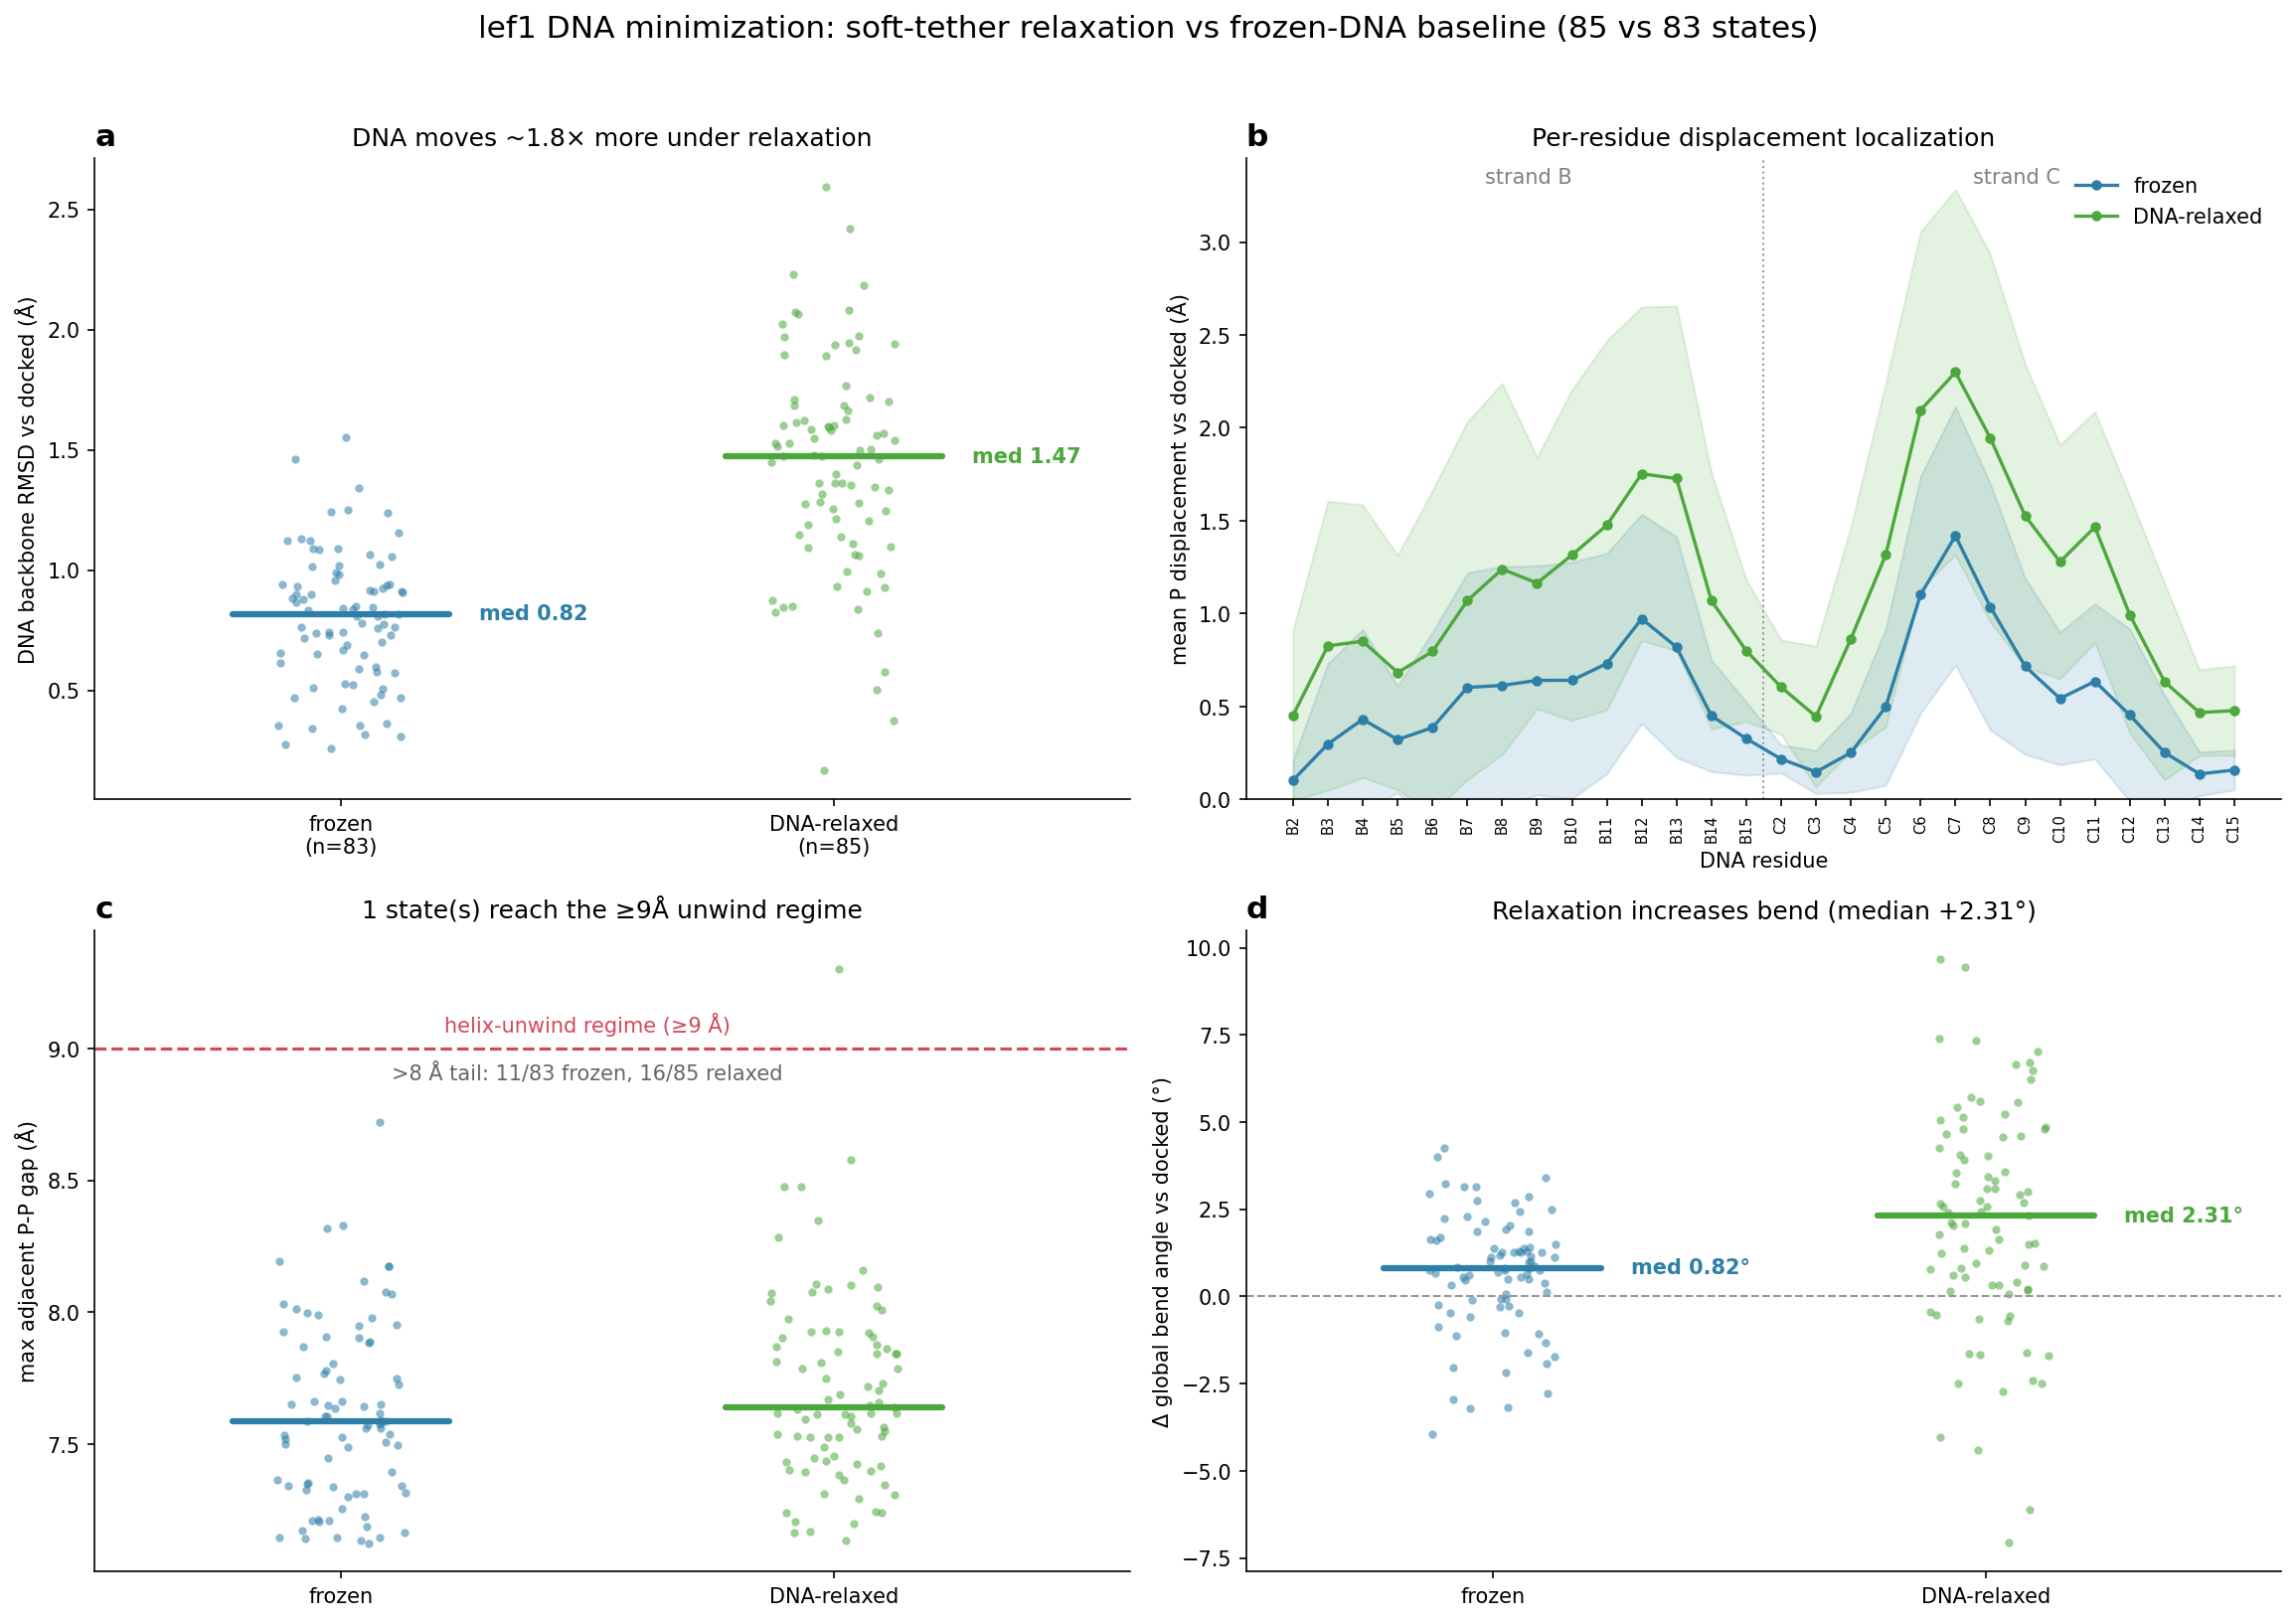 lef1 DNA minimization: soft-tether relaxation vs frozen-DNA baseline (85 vs 83 states)
a
DNA moves ~1.8× more under relaxation
DNA backbone RMSD vs docked (Å)
2.5
2.0
1.5
1.0
0.5
med 0.82
med 1.47
frozen
(n=83)
DNA-relaxed
(n=85)
b
Per-residue displacement localization
strand B
strand C
frozen
DNA-relaxed
mean P displacement vs docked (Å)
3.0
2.5
2.0
1.5
1.0
0.5
0.0
B2 B3 B4 B5 B6 B7 B8 B9 B10 B11 B12 B13 B14 B15 C2 C3 C4 C5 C6 C7 C8 C9 C10 C11 C12 C13 C14 C15
DNA residue
c
1 state(s) reach the ≥9Å unwind regime
max adjacent P-P gap (Å)
9.0
8.5
8.0
7.5
helix-unwind regime (≥9 Å)
>8 Å tail: 11/83 frozen, 16/85 relaxed
frozen
DNA-relaxed
d
Relaxation increases bend (median +2.31°)
Δ global bend angle vs docked (°)
10.0
7.5
5.0
2.5
0.0
−2.5
−5.0
−7.5
med 0.82°
med 2.31°
frozen
DNA-relaxed